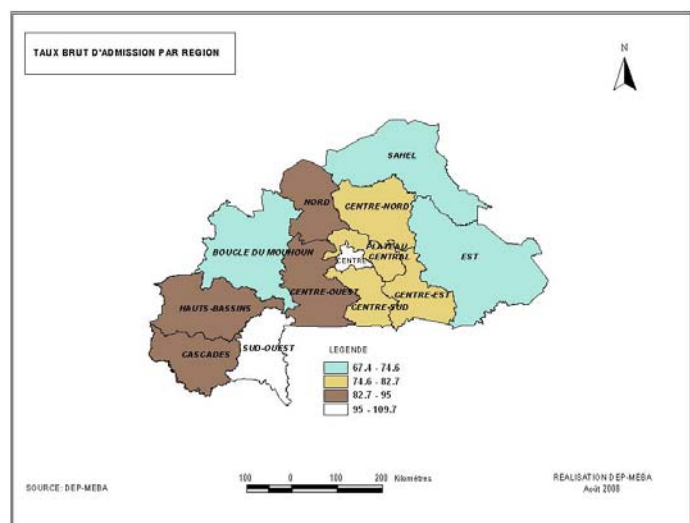 TAUX BRUT D'ADMISSION PAR REGION
N
SAHEL
NORD
CENTRE-NORD
BOUCLE DU MOUHOUN
PLATEAU
CENTRAL
CENTRE
EST
CENTRE-OUEST
CENTRE-EST
HAUTS-BASSINS
CENTRE-SUD
SUD-OUEST
CASCADES
LEGENDE
67.4 - 74.6
74.6 - 82.7
82.7 - 95
95 - 109.7
SOURCE: DEP-MEBA
100 0 100 200 Kilomètres
RÉALISATION DEP-MEBA
Août 2008